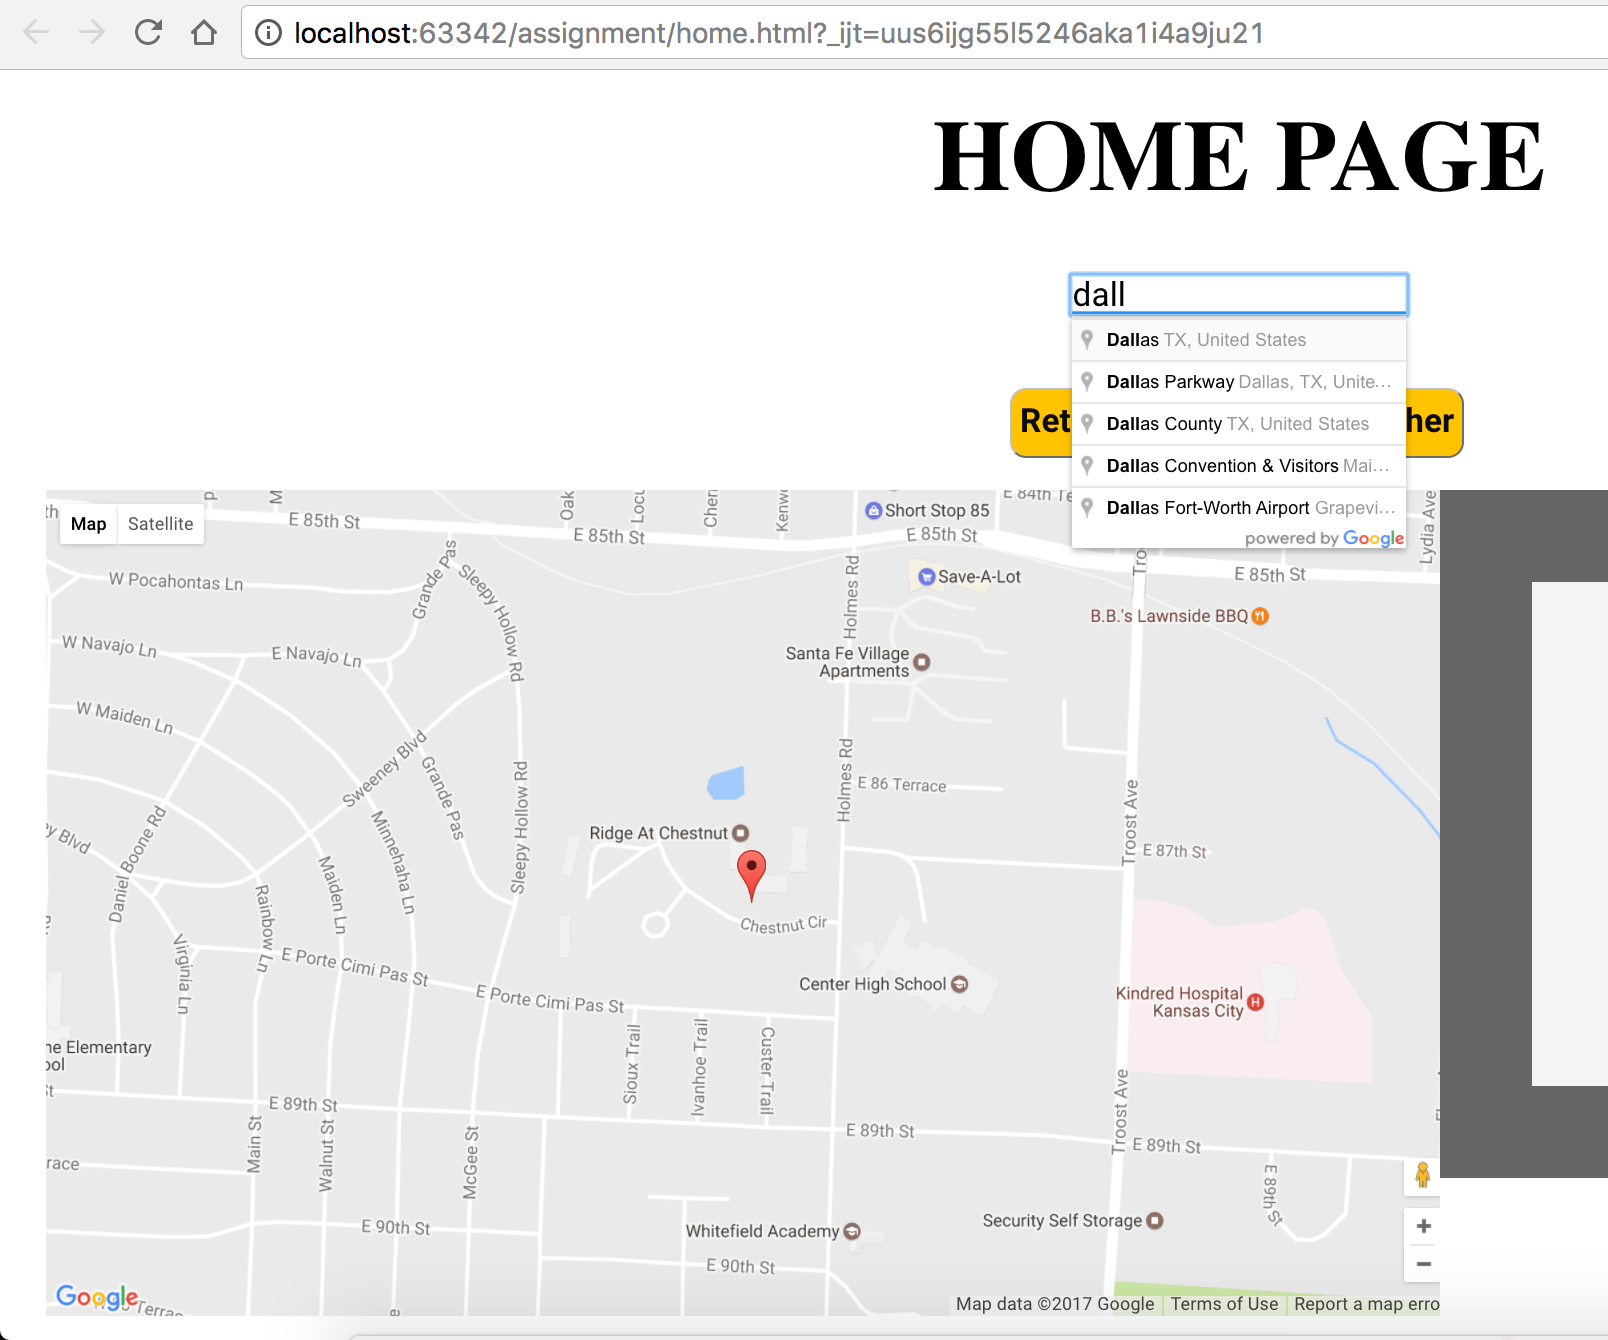 localhost:63342/assignment/home.html?_ijt=uus6ijg55l5246aka1i4a9ju21
HOME PAGE
dall
Dallas TX, United States
Dallas Parkway Dallas, TX, Unite...
Dallas County TX, United States
Dallas Convention & Visitors Mai...
Dallas Fort-Worth Airport Grapevi...
powered by Google
Ret
her
Map
Satellite
E 85th St
Oak
Locu
Cherr
Kenwo
Short Stop 85
E 84th Te
E 85th St
E 85th St
E 85th St
Lydia Ave
Tro
W Pocahontas Ln
Grande Pas
Sleepy Hollow Rd
Holmes Rd
Save-A-Lot
B.B.'s Lawnside BBQ
W Navajo Ln
E Navajo Ln
Santa Fe Village
Apartments
W Maiden Ln
Sweeney Blvd
Grande Pas
Sleepy Hollow Rd
Holmes Rd
E 86 Terrace
Troost Ave
Ridge At Chestnut
E 87th St
ey Blvd
Daniel Boone Rd
Minnehaha Ln
Maiden Ln
Rainbow Ln
Chestnut Cir
Virginia Ln
E Porte Cimi Pas St
E Porte Cimi Pas St
Center High School
Kindred Hospital
Kansas City
ne Elementary
ool
St
Sioux Trail
Ivanhoe Trail
Custer Trail
Troost Ave
E 89th St
E 89th St
E 89th St
E 89th St
Main St
Walnut St
McGee St
race
E 90th St
Whitefield Academy
Security Self Storage
E 90th St
Google
Terrac
Map data ©2017 Google
Terms of Use
Report a map erro